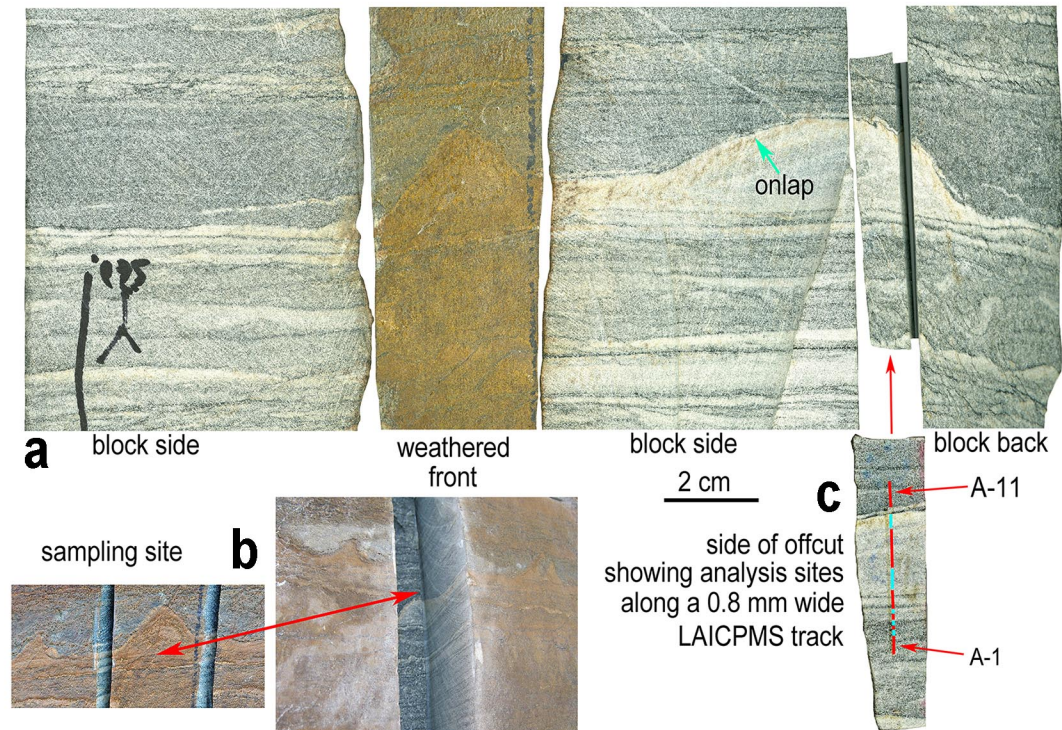 onlap
a
block side
weathered
front
block side
block back
2 cm
c
A-11
sampling site
b
side of offcut
showing analysis sites
along a 0.8 mm wide
LAICPMS track
A-1